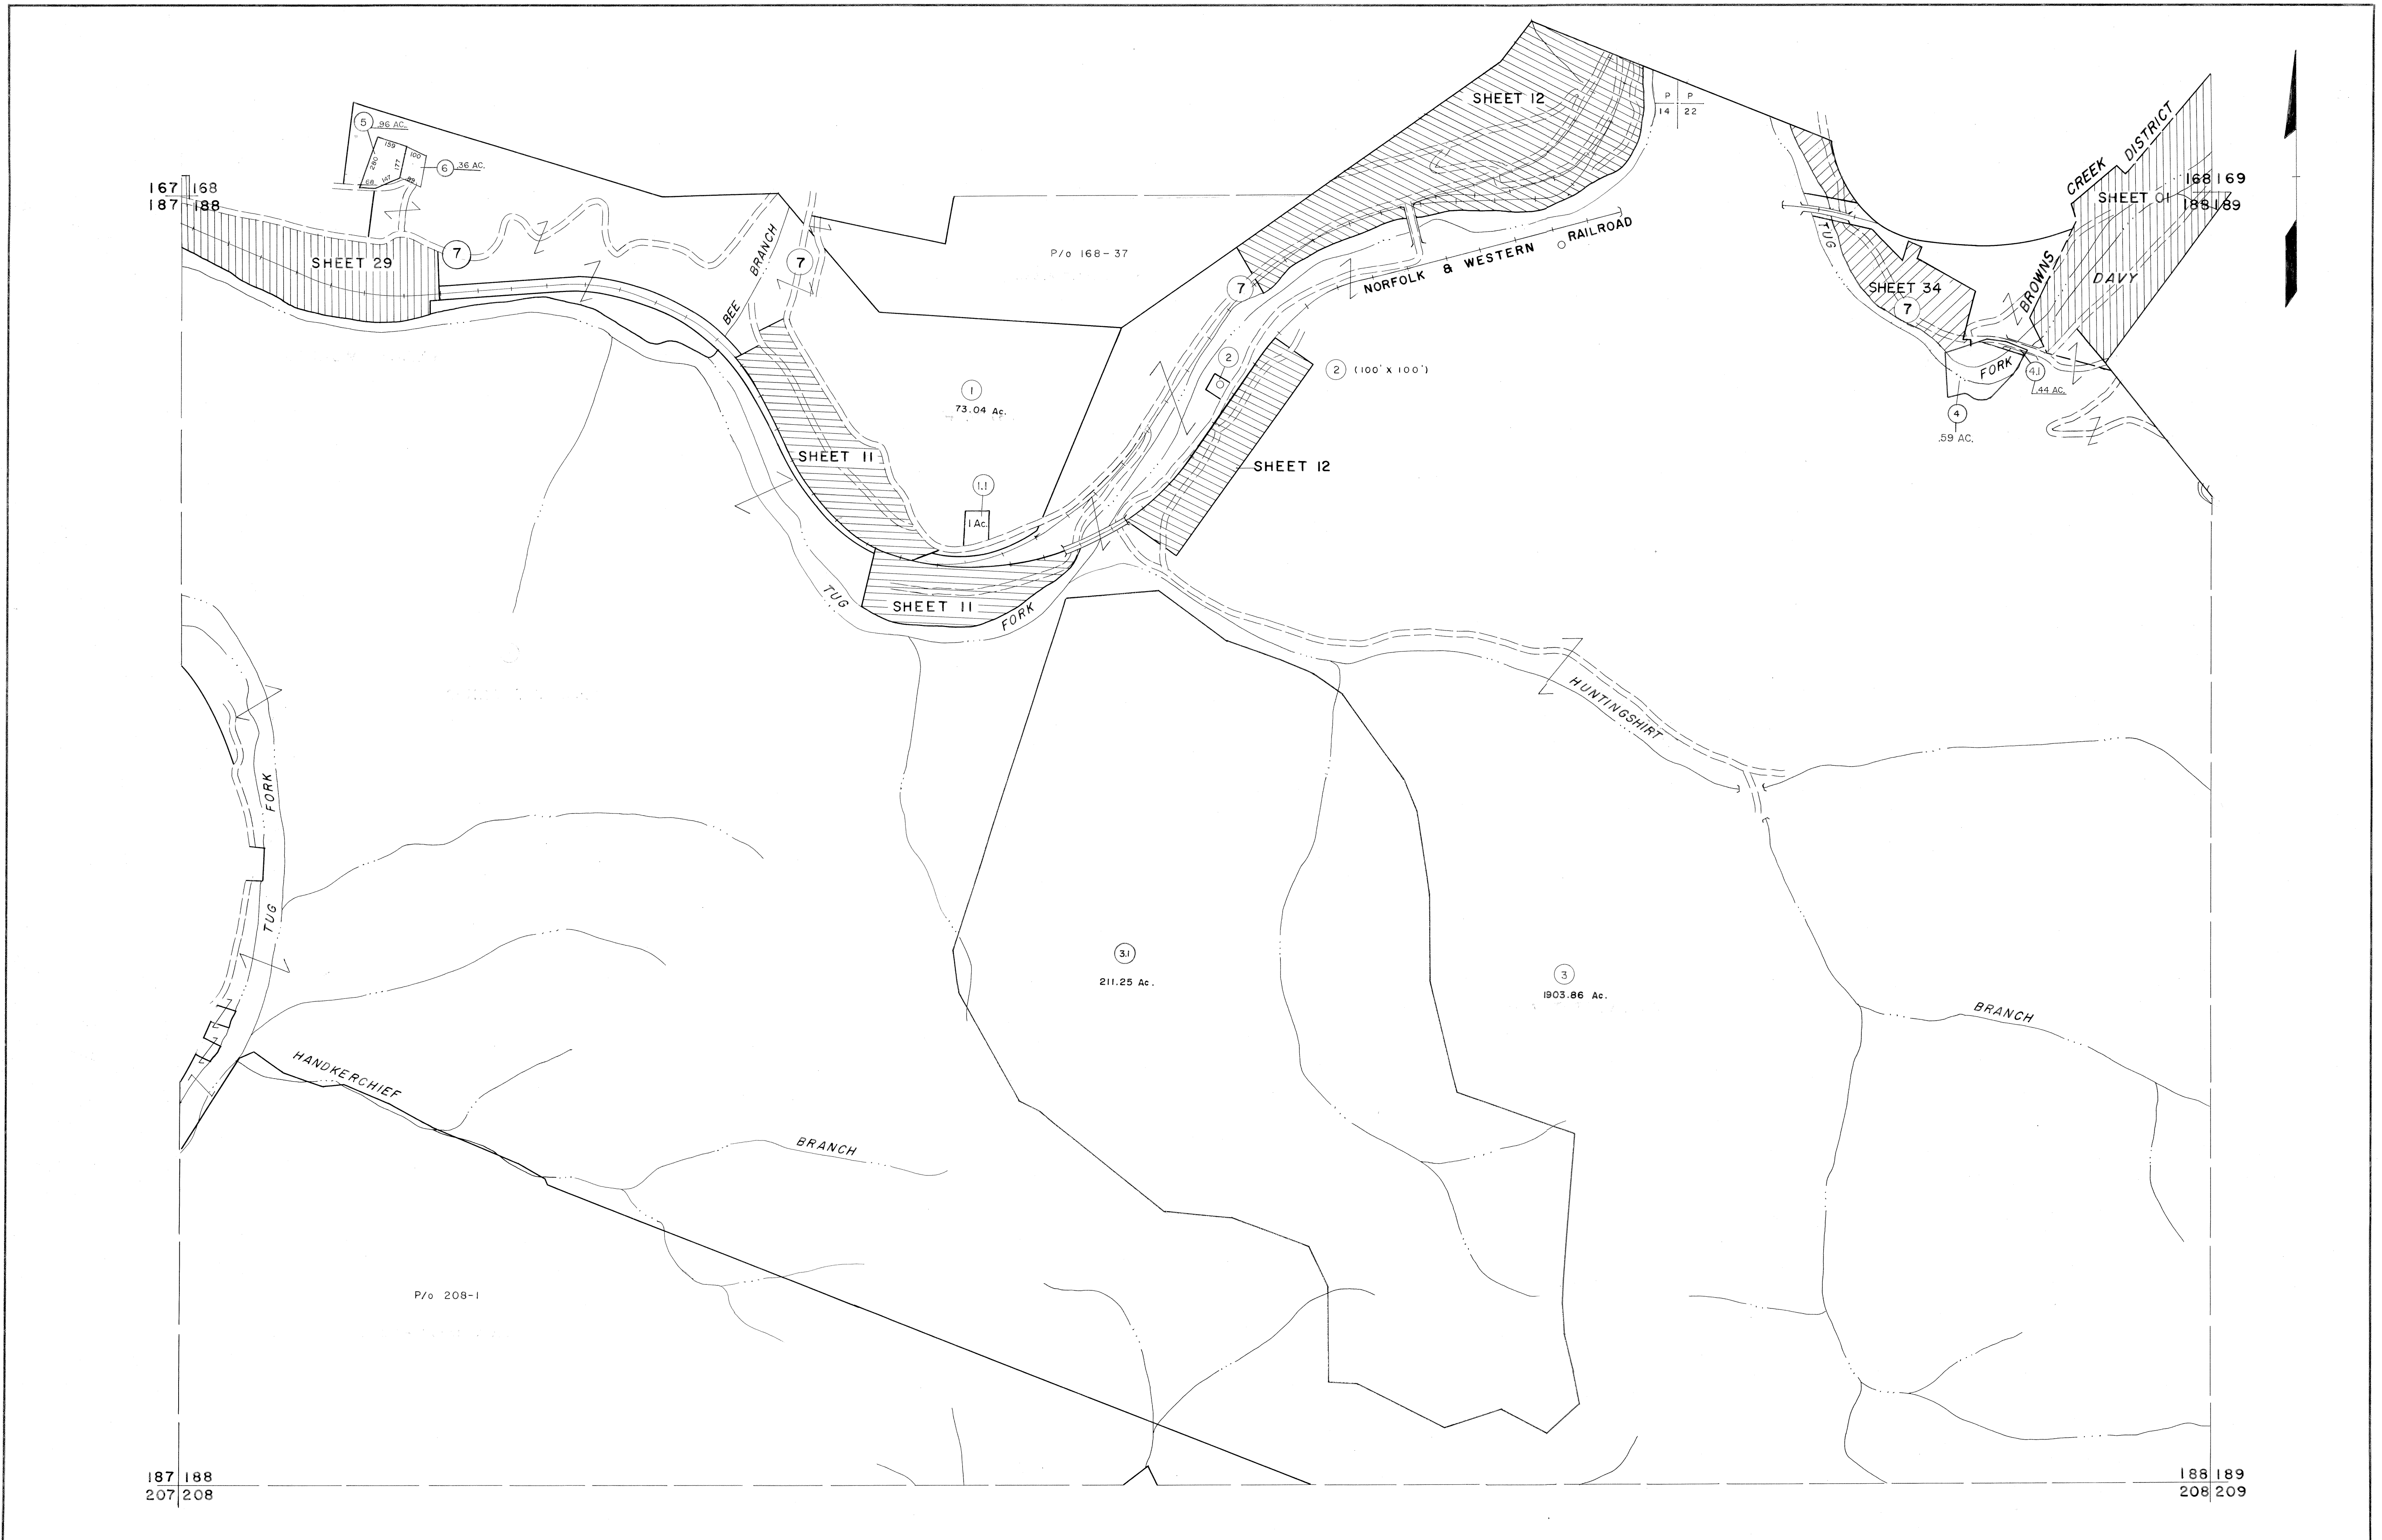 SHEET 12
P P
14 22
5 .96 AC.
159
100
280
177
68 147 89
6 .36 AC.
167 168
187 188
CREEK DISTRICT
168 169
188 189
SHEET 01
SHEET 29
7
BEE BRANCH
7
P/o 168-37
NORFOLK & WESTERN RAILROAD
7
TUG
SHEET 34
7
BROWNS
DAVY
FORK
4.1
.44 AC.
4
.59 AC.
2
2 (100' X 100')
1
73.04 Ac.
SHEET 11
SHEET 12
1.1
1 Ac.
SHEET 11
TUG
FORK
HUNTINGSHIRT
FORK
TUG
3.1
211.25 Ac.
3
1903.86 Ac.
BRANCH
HANDKERCHIEF
BRANCH
P/o 208-1
187 188
207 208
188 189
208 209